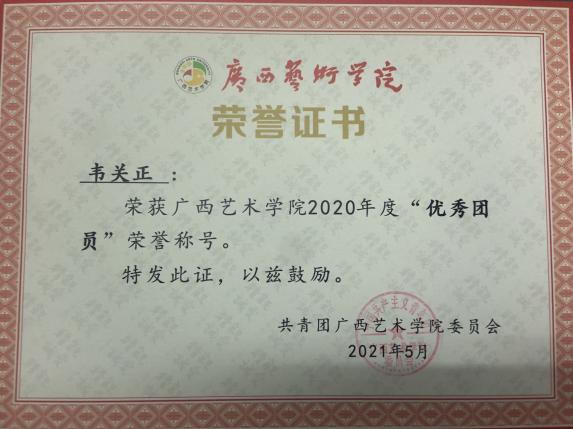 廣西藝術学院
荣誉证书
韦关正：
荣获广西艺术学院2020年度“优秀团
员”荣誉称号。
特发此证，以兹鼓励。
共青团广西艺术学院委员会
2021年5月